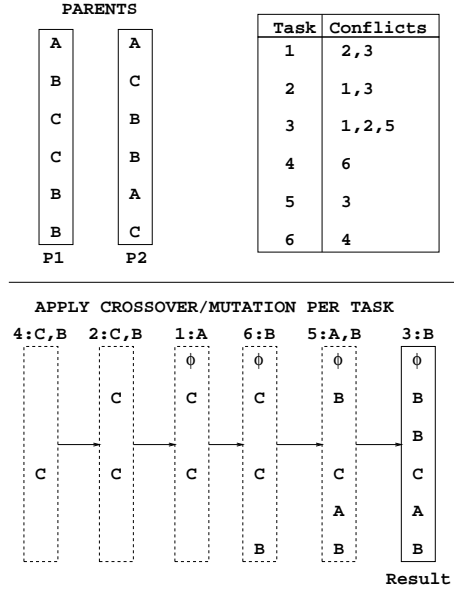 PARENTS
A A
B C
C B
C B
B A
B C
P1 P2
Task Conflicts
1 2,3
2 1,3
3 1,2,5
4 6
5 3
6 4
APPLY CROSSOVER/MUTATION PER TASK
4:C,B 2:C,B 1:A 6:B 5:A,B 3:B
ϕ ϕ ϕ ϕ
C C C B B
B
C C C C C C
A A
B B B
Result